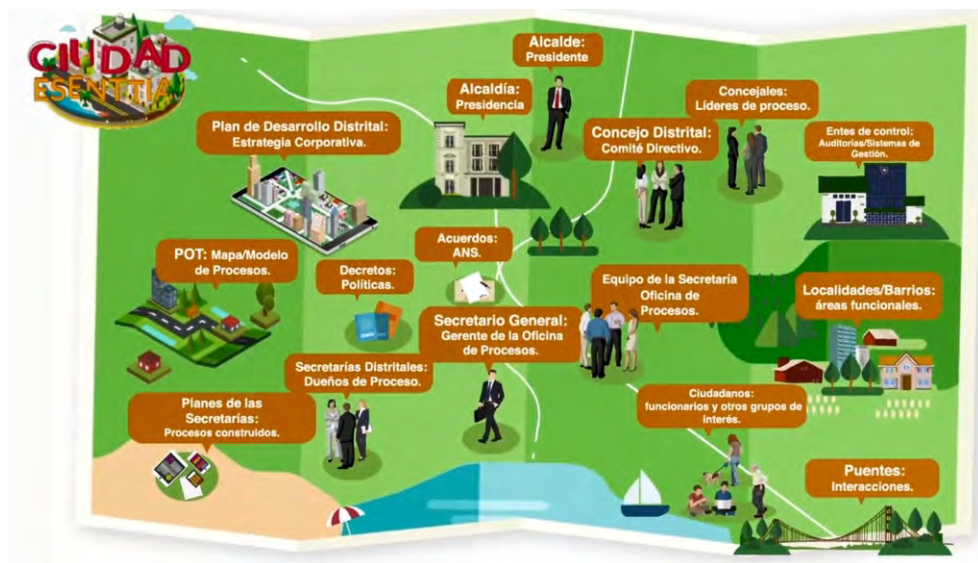 CIUDAD
ESENTTIA
Alcalde:
Presidente
Alcaldía:
Presidencia
Concejales:
Líderes de proceso.
Plan de Desarrollo Distrital:
Estrategia Corporativa.
Concejo Distrital:
Comité Directivo.
Entes de control:
Auditorías/Sistemas de
Gestión.
POT: Mapa/Modelo
de Procesos.
Decretos:
Políticas.
Acuerdos:
ANS.
Equipo de la Secretaría
Oficina de
Procesos.
Localidades/Barrios:
áreas funcionales.
Secretario General:
Gerente de la Oficina
de Procesos.
Secretarías Distritales:
Dueños de Proceso.
Planes de las
Secretarías:
Procesos construidos.
Ciudadanos:
funcionarios y otros grupos de
interés.
Puentes:
Interacciones.